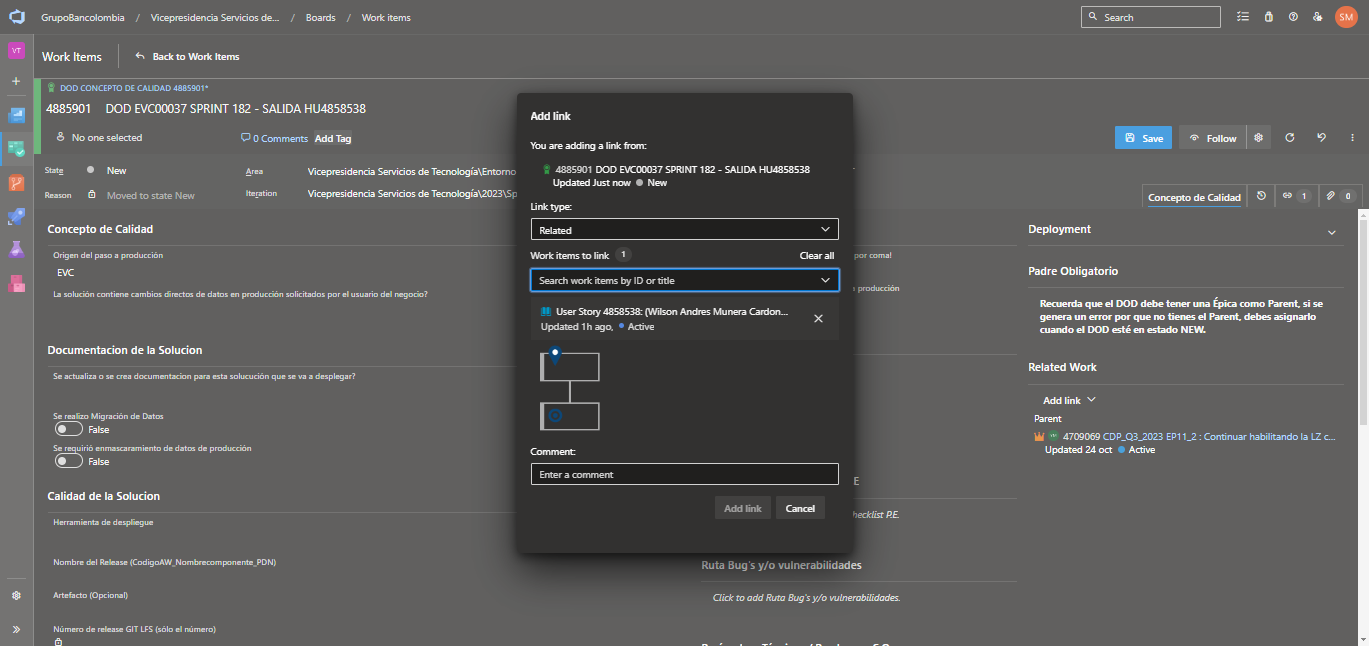 GrupoBancolombia / Vicepresidencia Servicios de... / Boards / Work items
Search
SM
VT
Work Items
Back to Work Items
DOD CONCEPTO DE CALIDAD 4885901*
4885901 DOD EVC00037 SPRINT 182 - SALIDA HU4858538
No one selected
0 Comments
Add Tag
Save
Follow
State
New
Area
Vicepresidencia Servicios de Tecnología\Entorno
Reason
Moved to state New
Iteration
Vicepresidencia Servicios de Tecnología\2023\Sp
Concepto de Calidad
1
0
Concepto de Calidad
Origen del paso a producción
EVC
La solución contiene cambios directos de datos en producción solicitados por el usuario del negocio?
Documentacion de la Solucion
Se actualiza o se crea documentacion para esta solucución que se va a desplegar?
Se realizo Migración de Datos
False
Se requirió enmascaramiento de datos de producción
False
Calidad de la Solucion
Herramienta de despliegue
Nombre del Release (CodigoAW_Nombrecomponente_PDN)
Artefacto (Opcional)
Número de release GIT LFS (sólo el número)
Add link
You are adding a link from:
4885901 DOD EVC00037 SPRINT 182 - SALIDA HU4858538
Updated Just now New
Link type:
Related
Work items to link 1
Clear all
Search work items by ID or title
User Story 4858538: (Wilson Andres Munera Cardon...
Updated 1h ago, Active
Comment:
Enter a comment
Add link
Cancel
por comal
producción
E
hecklist P.E.
Ruta Bug's y/o vulnerabilidades
Click to add Ruta Bug's y/o vulnerabilidades.
Deployment
Padre Obligatorio
Recuerda que el DOD debe tener una Épica como Parent, si se
genera un error por que no tienes el Parent, debes asignarlo
cuando el DOD esté en estado NEW.
Related Work
Add link
Parent
4709069 CDP_Q3_2023 EP11_2 : Continuar habilitando la LZ c...
Updated 24 oct Active